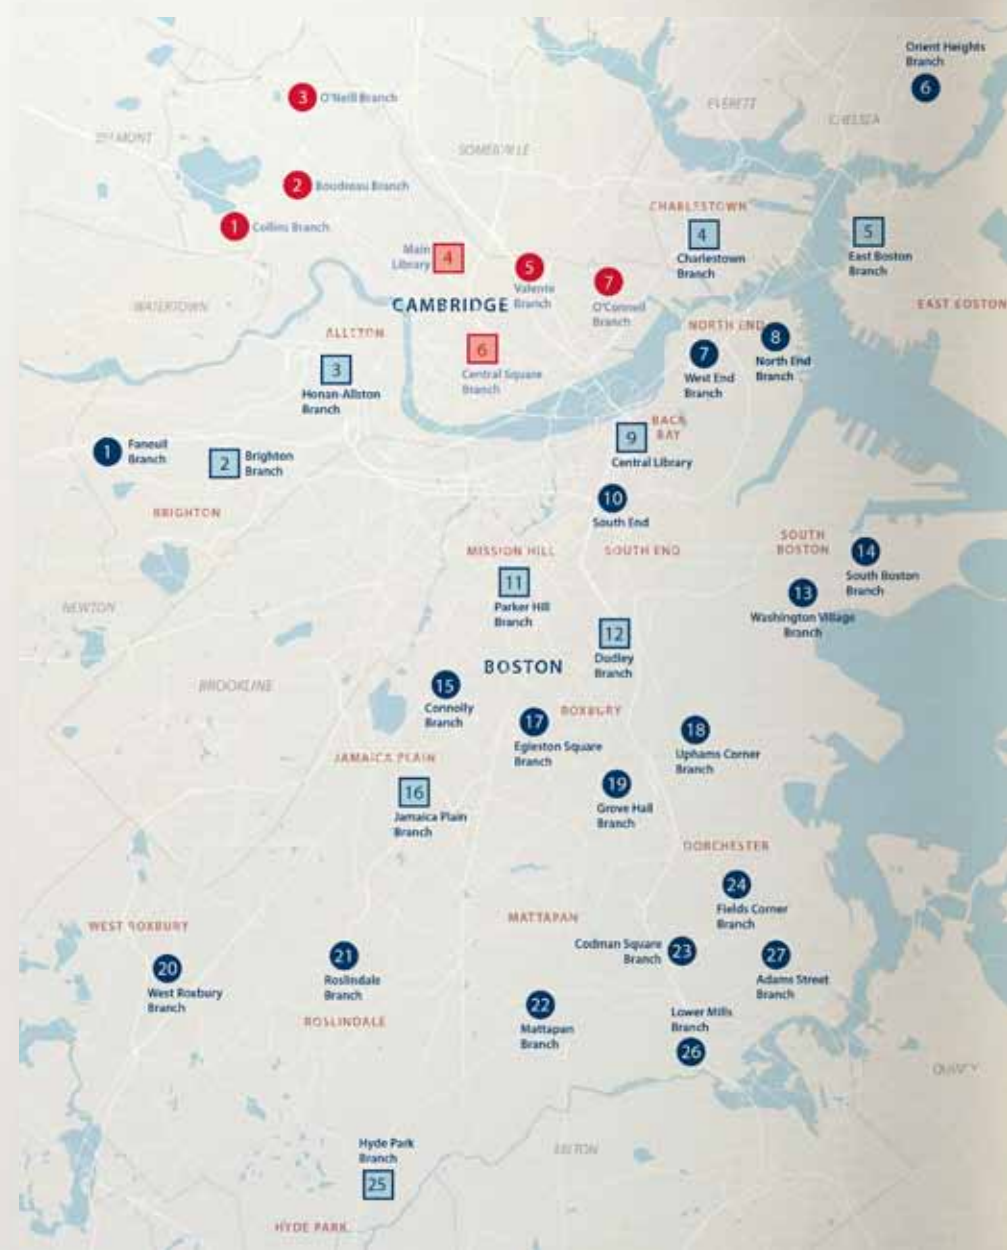 Orient Heights
Branch
6
3 O'Neill Branch
EVERETT
CHELSEA
BELMONT
SOMERVILLE
2 Boudreau Branch
CHARLESTOWN
1 Collins Branch
4
Charlestown
Branch
5
East Boston
Branch
Main
Library
4
5
Valente
Branch
7
O'Connell
Branch
WATERTOWN
CAMBRIDGE
EAST BOSTON
ALLSTON
NORTH END
8
North End
Branch
3
Honan-Allston
Branch
6
Central Square
Branch
7
West End
Branch
BACK
BAY
9
Central Library
1
Faneuil
Branch
2
Brighton
Branch
10
South End
BRIGHTON
MISSION HILL
SOUTH END
SOUTH
BOSTON
14
South Boston
Branch
11
Parker Hill
Branch
13
Washington Village
Branch
NEWTON
12
Dudley
Branch
BOSTON
BROOKLINE
15
Connolly
Branch
17
Egleston Square
Branch
ROXBURY
18
Uphams Corner
Branch
JAMAICA PLAIN
16
Jamaica Plain
Branch
19
Grove Hall
Branch
DORCHESTER
24
Fields Corner
Branch
WEST ROXBURY
MATTAPAN
Codman Square
Branch
23
27
Adams Street
Branch
20
West Roxbury
Branch
21
Roslindale
Branch
22
Mattapan
Branch
Lower Mills
Branch
26
ROSLINDALE
QUINCY
Hyde Park
Branch
25
MILTON
HYDE PARK